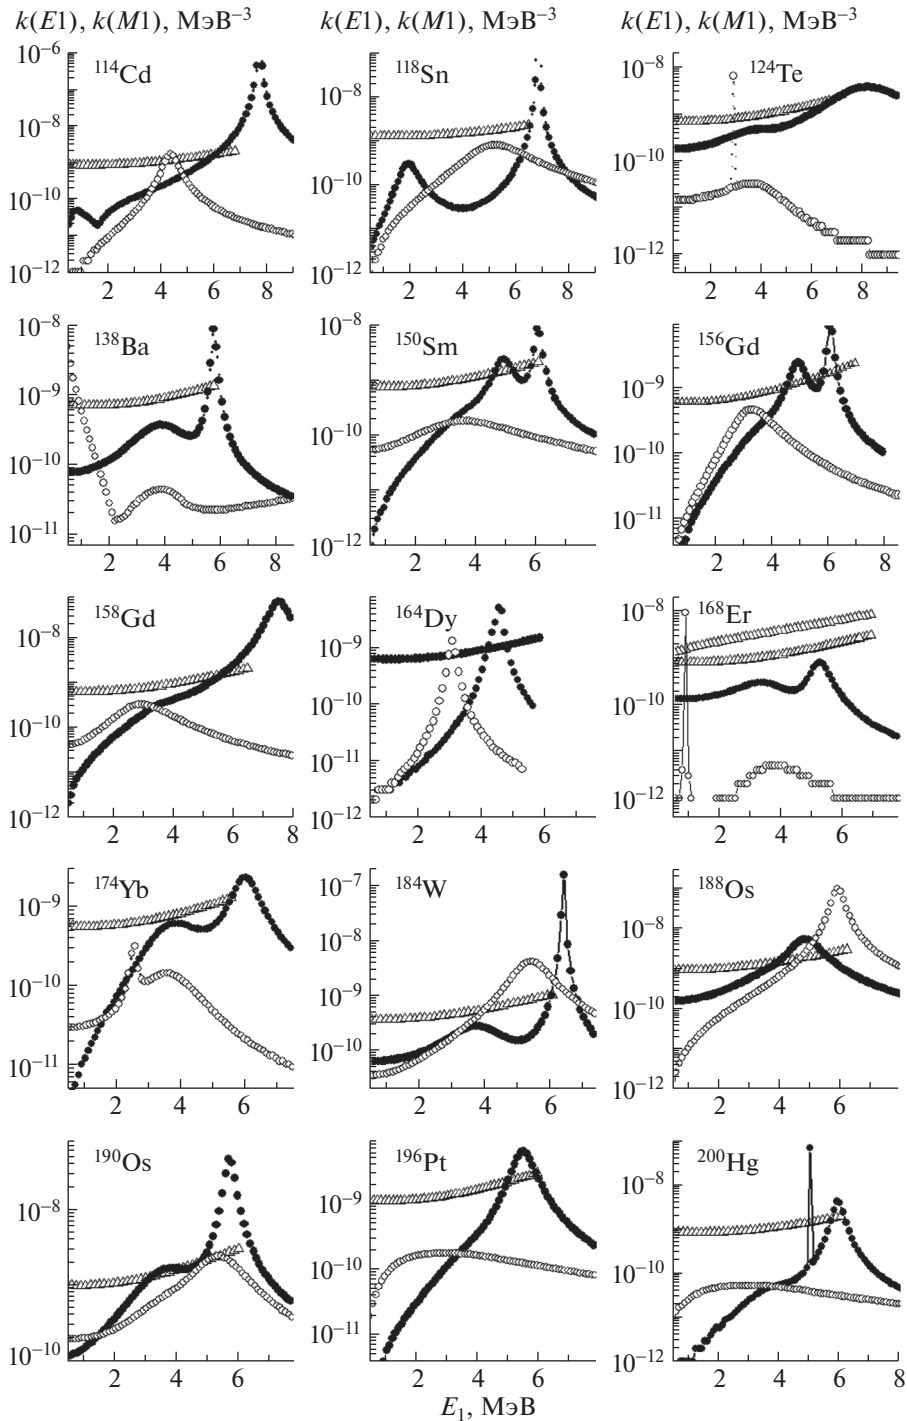 k(E1), k(M1), МэВ⁻³ k(E1), k(M1), МэВ⁻³ k(E1), k(M1), МэВ⁻³
10⁻⁶ ¹¹⁴Cd ¹¹⁸Sn 10⁻⁸ ¹²⁴Te
10⁻⁸ 10⁻⁸
10⁻¹⁰ 10⁻¹⁰ 10⁻¹⁰
10⁻¹² 10⁻¹² 10⁻¹²
2 4 6 8 2 4 6 8 2 4 6 8
10⁻⁸ ¹³⁸Ba 10⁻⁸ ¹⁵⁰Sm ¹⁵⁶Gd
10⁻⁹ 10⁻⁹
10⁻¹⁰ 10⁻¹⁰ 10⁻¹⁰
10⁻¹¹ 10⁻¹² 10⁻¹¹
2 4 6 8 2 4 6 2 4 6 8
¹⁵⁸Gd ¹⁶⁴Dy 10⁻⁸ ¹⁶⁸Er
10⁻⁸ 10⁻⁹
10⁻¹⁰ 10⁻¹⁰ 10⁻¹⁰
10⁻¹¹
10⁻¹² 10⁻¹² 10⁻¹²
2 4 6 8 2 4 6 8 2 4 6
¹⁷⁴Yb 10⁻⁷ ¹⁸⁴W ¹⁸⁸Os
10⁻⁹ 10⁻⁸ 10⁻⁸
10⁻¹⁰ 10⁻⁹ 10⁻¹⁰
10⁻¹¹ 10⁻¹⁰ 10⁻¹²
2 4 6 2 4 6 2 4 6
¹⁹⁰Os ¹⁹⁶Pt ²⁰⁰Hg
10⁻⁸ 10⁻⁹ 10⁻⁸
10⁻¹⁰ 10⁻¹⁰
10⁻¹⁰ 10⁻¹¹ 10⁻¹²
2 4 6 2 4 6 2 4 6 8
E₁, МэВ